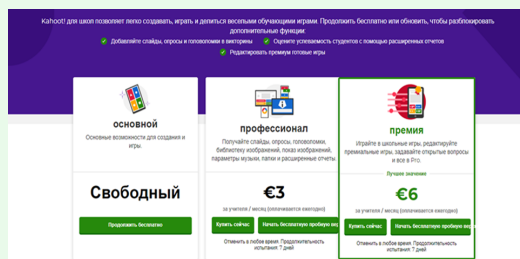 Kahoot! для школ позволяет легко создавать, играть и делиться веселыми обучающими играми. Продолжить бесплатно или обновить, чтобы разблокировать
дополнительные функции:
Добавляйте слайды, опросы и головоломки в викторины
Оцените успеваемость студентов с помощью расширенных отчетов
Редактировать премиум готовые игры
основной
Основные возможности для создания и
игры.
Свободный
Продолжить бесплатно
профессионал
Получайте слайды, опросы, головоломки,
библиотеку изображений, показ изображений,
параметры музыки, папки и расширенные отчеты.
€3
за учителя / месяц (оплачивается ежегодно)
Купить сейчас
Начать бесплатную пробную вер
Отменить в любое время. Продолжительность
испытания: 7 дней
премия
Играйте в школьные игры, редактируйте
премиальные игры, задавайте открытые вопросы
и все в Pro.
Лучшее значение
€6
за учителя / месяц (оплачивается ежегодно)
Купить сейчас
Начать бесплатную пробную вер
Отменить в любое время. Продолжительность
испытания: 7 дней